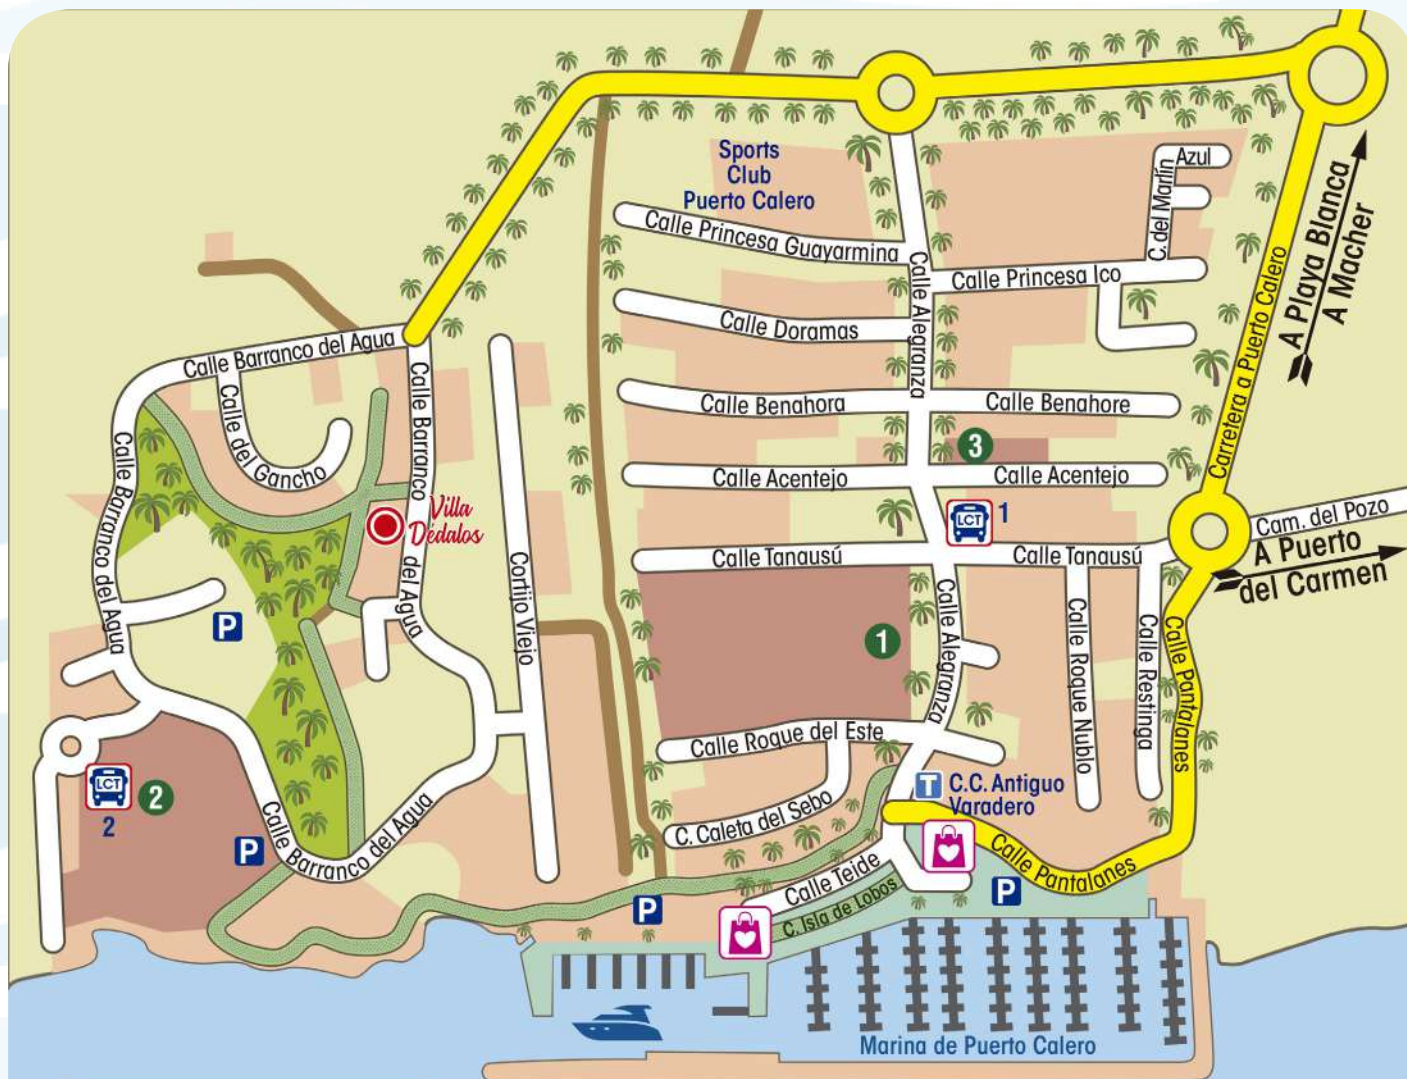 Sports
Club
Puerto Calero
Azul
C. del Marlín
Calle Princesa Guayarmina
Calle Princesa Ico
Calle Alegranza
Calle Doramas
Calle Benahora
Calle Benahore
3
Calle Acentejo
Calle Acentejo
LCT
1
Calle Tanausú
Calle Tanausú
Carretera a Puerto Calero
A Playa Blanca
A Macher
Cam. del Pozo
A Puerto
del Carmen
Calle Barranco del Agua
Calle del Gancho
Calle Barranco del Agua
Calle Barranco del Agua
Villa
Dédalos
Cortijo Viejo
P
1
Calle Alegranza
Calle Roque Nublo
Calle Restinga
Calle Pantalanes
Calle Roque del Este
LCT
2
2
P
Calle Barranco del Agua
T
C.C. Antiguo
Varadero
C. Caleta del Sebo
Calle Pantalanes
Calle Teide
C. Isla de Lobos
P
P
Marina de Puerto Calero